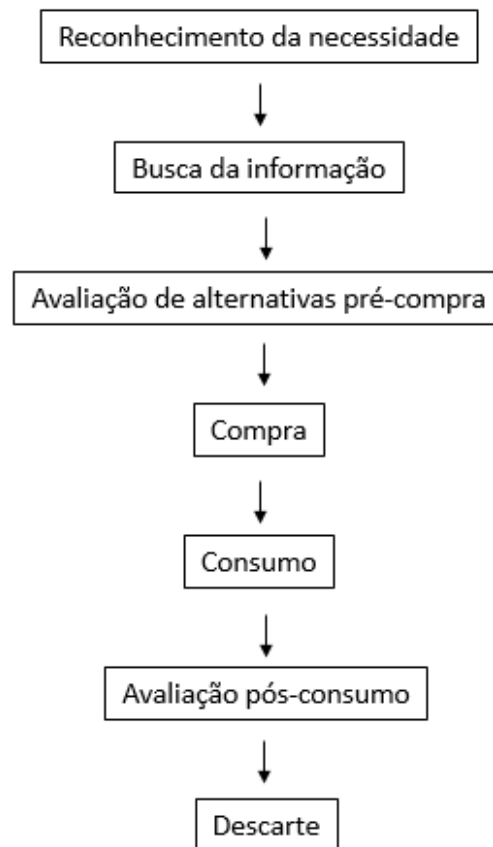 Reconhecimento da necessidade
Busca da informação
Avaliação de alternativas pré-compra
Compra
Consumo
Avaliação pós-consumo
Descarte